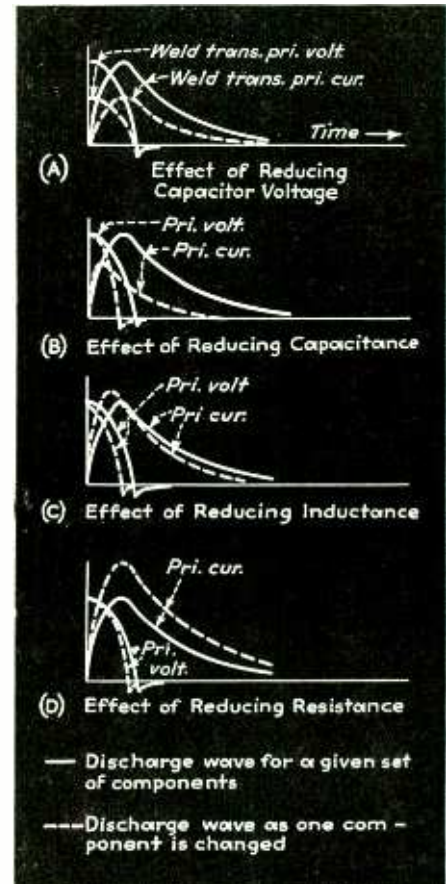 Weld trans. pri. volt.
Weld trans. pri. cur.
Time
(A) Effect of Reducing
Capacitor Voltage
Pri. volt.
Pri. cur.
(B) Effect of Reducing Capacitance
Pri. volt
Pri cur.
(C) Effect of Reducing Inductance
Pri. cur.
Pri.
volt.
(D) Effect of Reducing Resistance
— Discharge wave for a given set
of components
---Discharge wave as one com-
ponent is changed